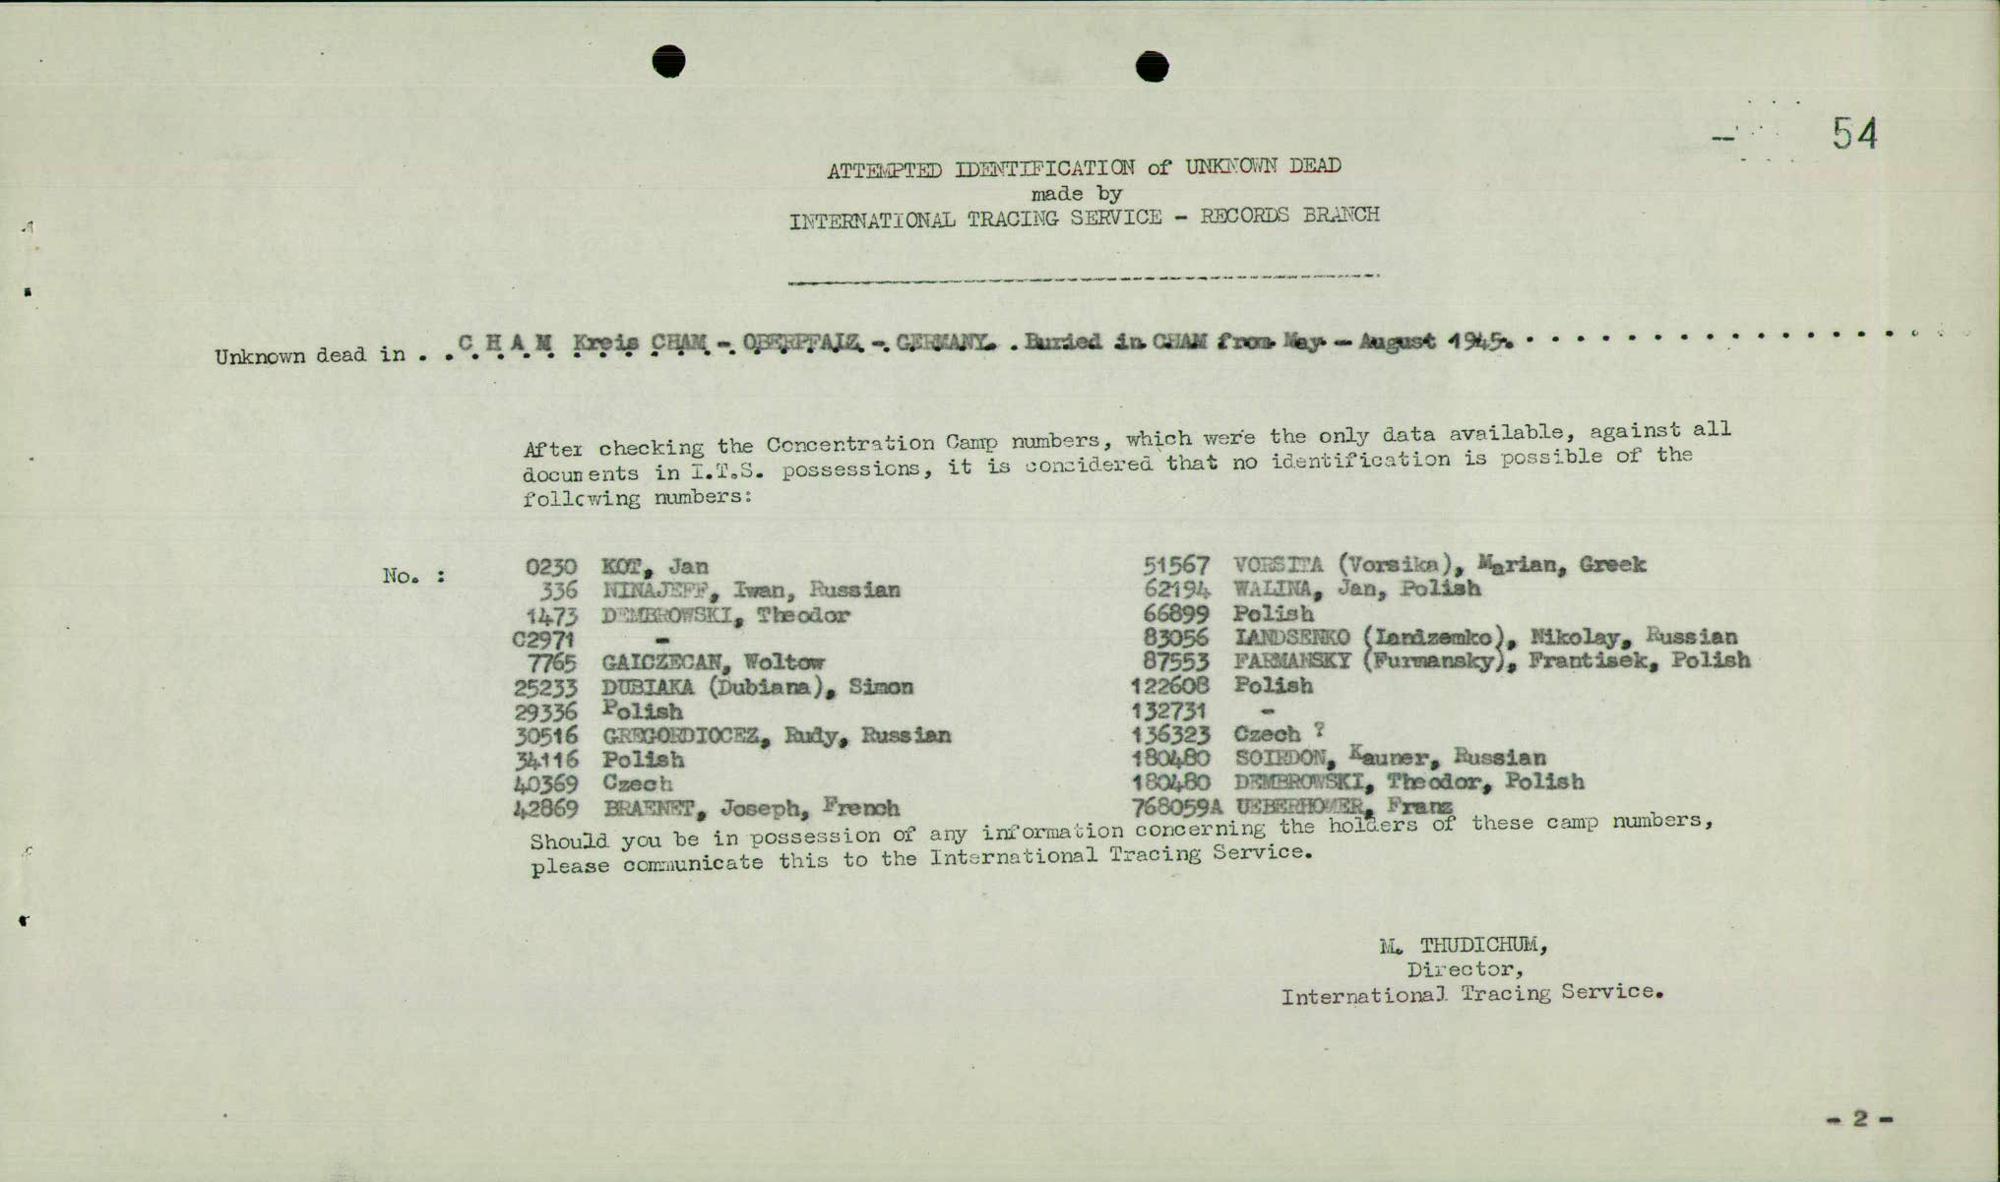 54
ATTEMPTED IDENTIFICATION of UNKNOWN DEAD
made by
INTERNATIONAL TRACING SERVICE - RECORDS BRANCH
Unknown dead in . . C H A M Kreis CHAM - OBERPFALZ - GERMANY. . Buried in CHAM from May - August 1945. . . . . . . . . . . . . . . . . .
After checking the Concentration Camp numbers, which were the only data available, against all
documents in I.T.S. possessions, it is considered that no identification is possible of the
following numbers:
No. :
0230 KOT, Jan
336 NINAJEFF, Iwan, Russian
1473 DEMBROWSKI, Theodor
C2971 -
7765 GAICZECAN, Woltow
25233 DUBIAKA (Dubiana), Simon
29336 Polish
30516 GREGORDIOCEZ, Rudy, Russian
34116 Polish
40369 Czech
42869 BRAENET, Joseph, French
51567 VORSITA (Vorsika), Marian, Greek
62194 WALINA, Jan, Polish
66899 Polish
83056 LANDSENKO (Landzemko), Nikolay, Russian
87553 FARMANSKY (Furmansky), Frantisek, Polish
122608 Polish
132731 -
136323 Czech ?
180480 SOIRDON, Kauner, Russian
180480 DEMBROWSKI, Theodor, Polish
768059A UEBERHOMER, Franz
Should you be in possession of any information concerning the holders of these camp numbers,
please communicate this to the International Tracing Service.
M. THUDICHUM,
Director,
International Tracing Service.
- 2 -